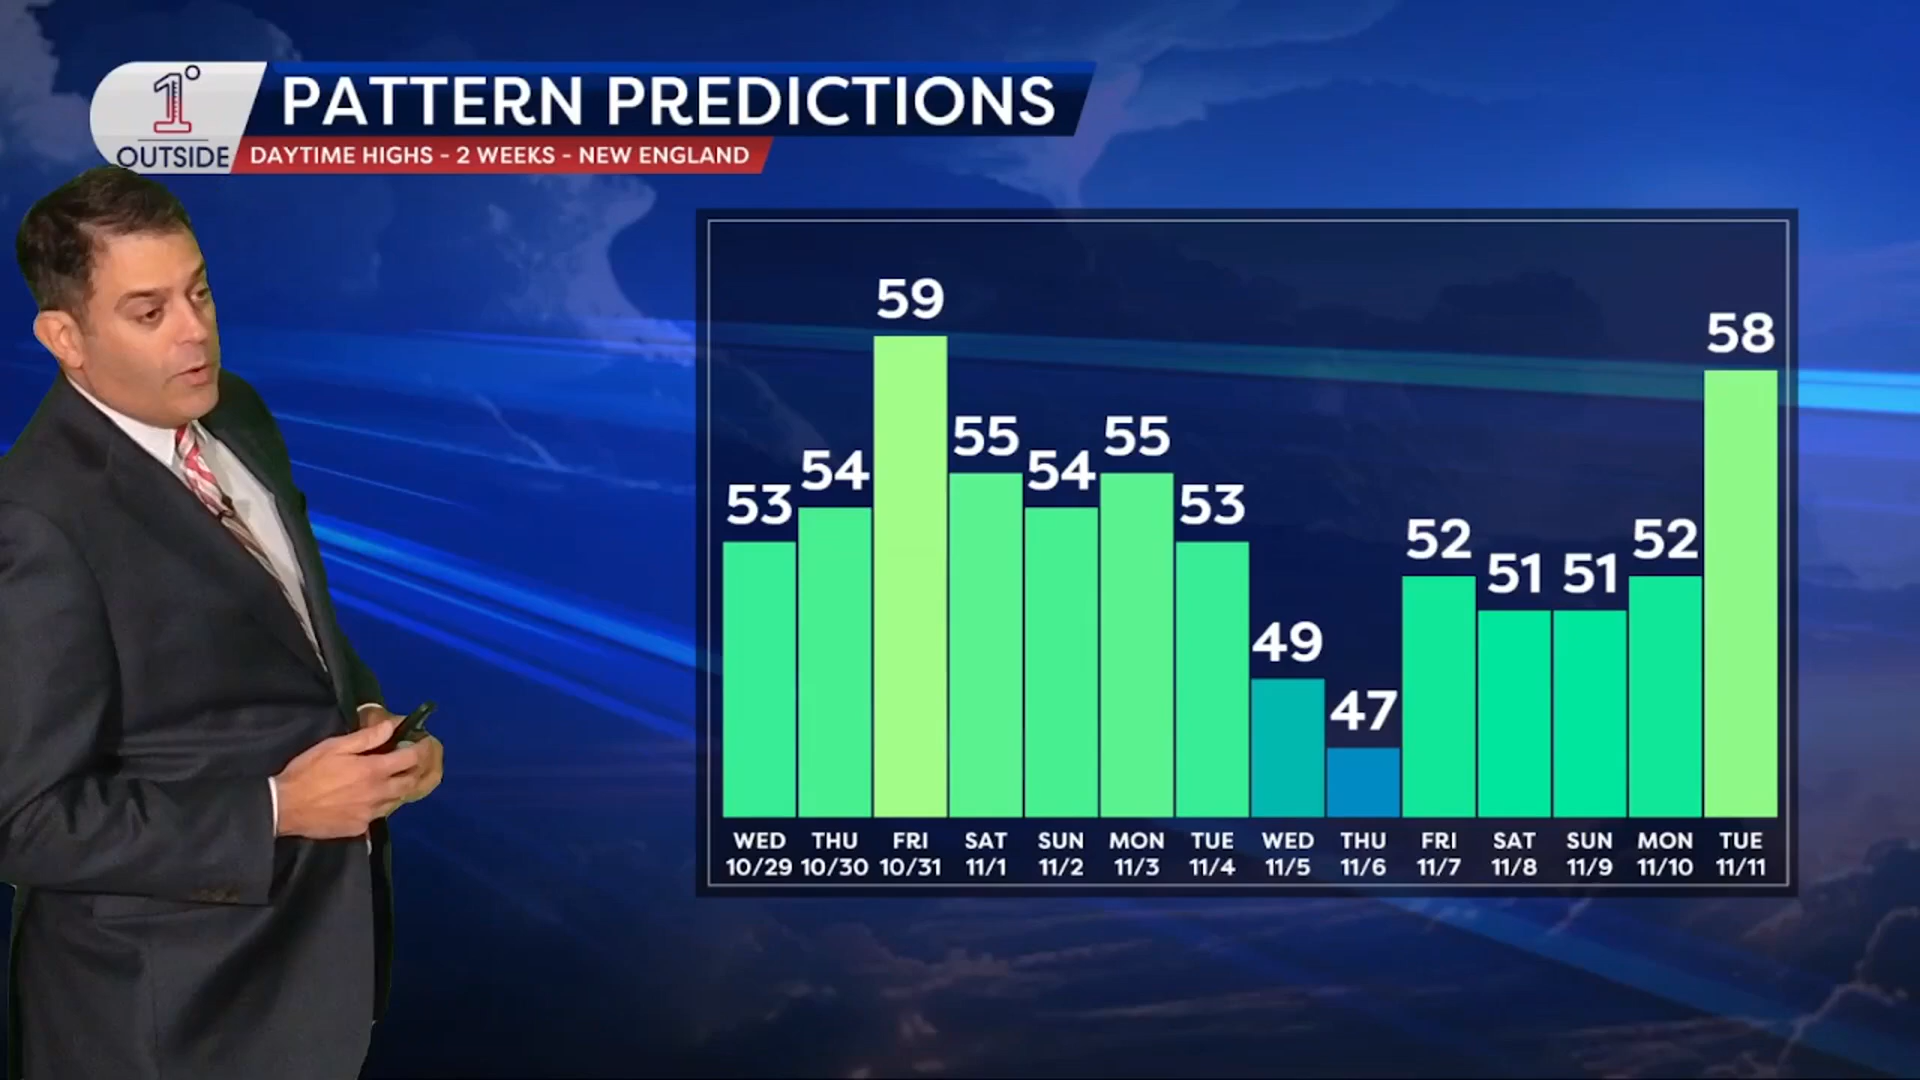 1°
OUTSIDE
PATTERN PREDICTIONS
DAYTIME HIGHS - 2 WEEKS - NEW ENGLAND
53 54 59 55 54 55 53 49 47 52 51 51 52 58
WED THU FRI SAT SUN MON TUE WED THU FRI SAT SUN MON TUE
10/29 10/30 10/31 11/1 11/2 11/3 11/4 11/5 11/6 11/7 11/8 11/9 11/10 11/11